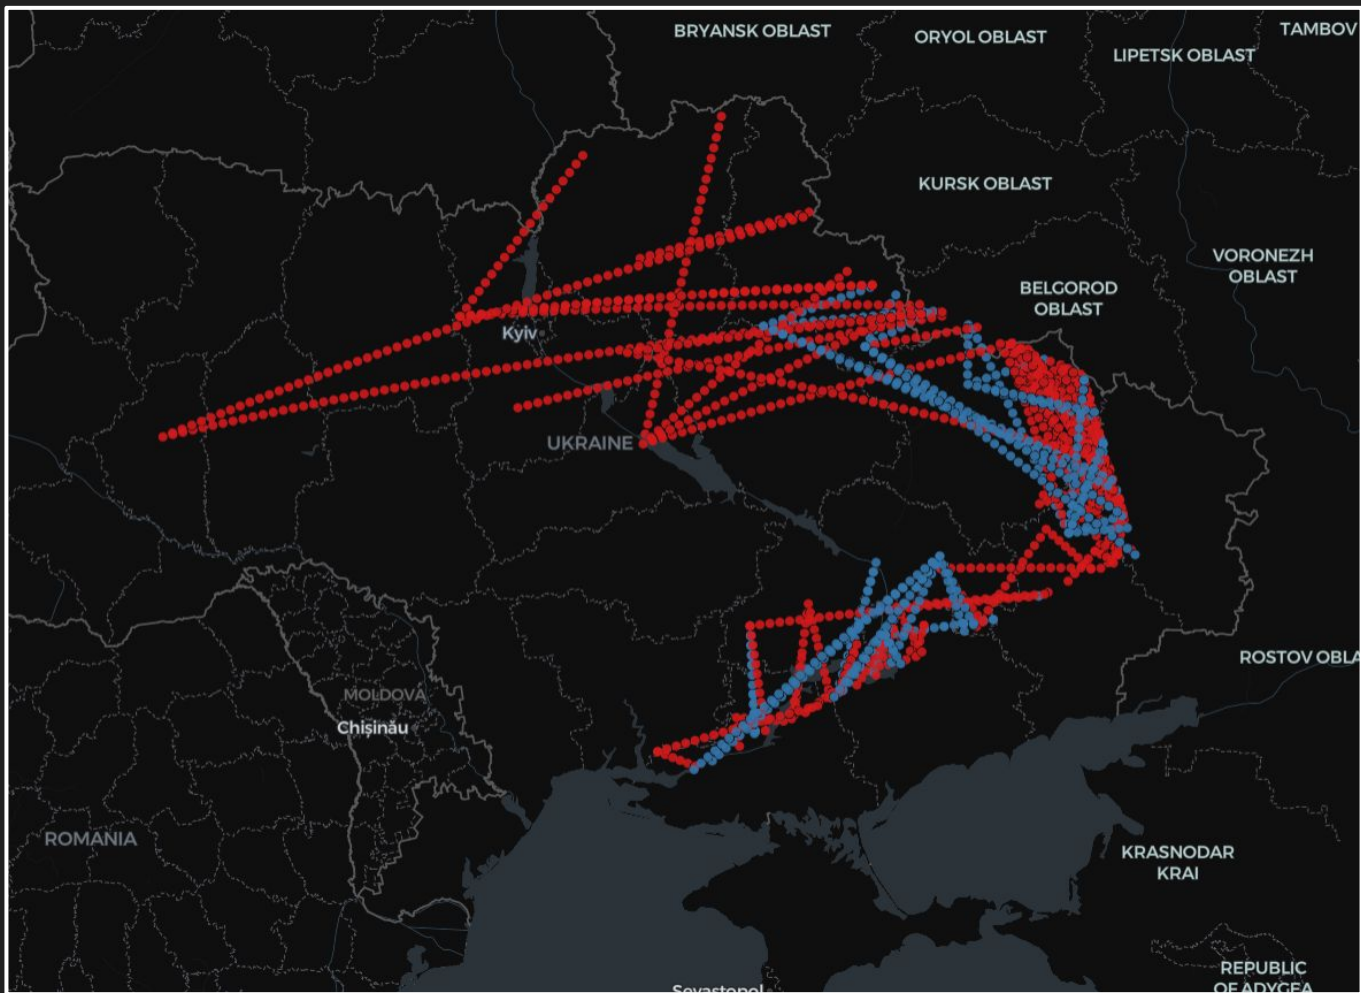 BRYANSK OBLAST
ORYOL OBLAST
TAMBOV
LIPETSK OBLAST
KURSK OBLAST
VORONEZH
OBLAST
BELGOROD
OBLAST
Kyiv
UKRAINE
ROSTOV OBLA
MOLDOVA
Chișinău
ROMANIA
KRASNODAR
KRAI
REPUBLIC
OF ADYGEA
Sevastopol